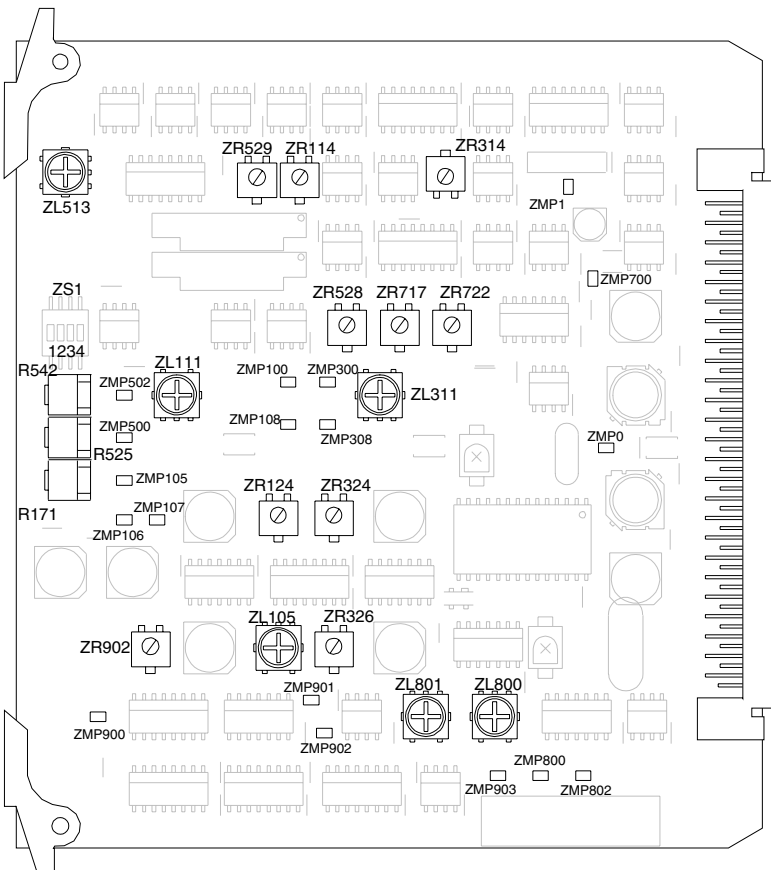 ZR529 ZR114 ZR314
ZMP1
ZL513
ZMP700
ZS1
ZR528 ZR717 ZR722
1234
ZL111
R542
ZMP502
ZMP100 ZMP300
ZL311
ZMP500
ZMP108 ZMP308
ZMP0
R525
ZMP105
ZR124 ZR324
R171
ZMP107
ZMP106
ZL105 ZR326
ZR902
ZL801 ZL800
ZMP901
ZMP900
ZMP902
ZMP800
ZMP903 ZMP802